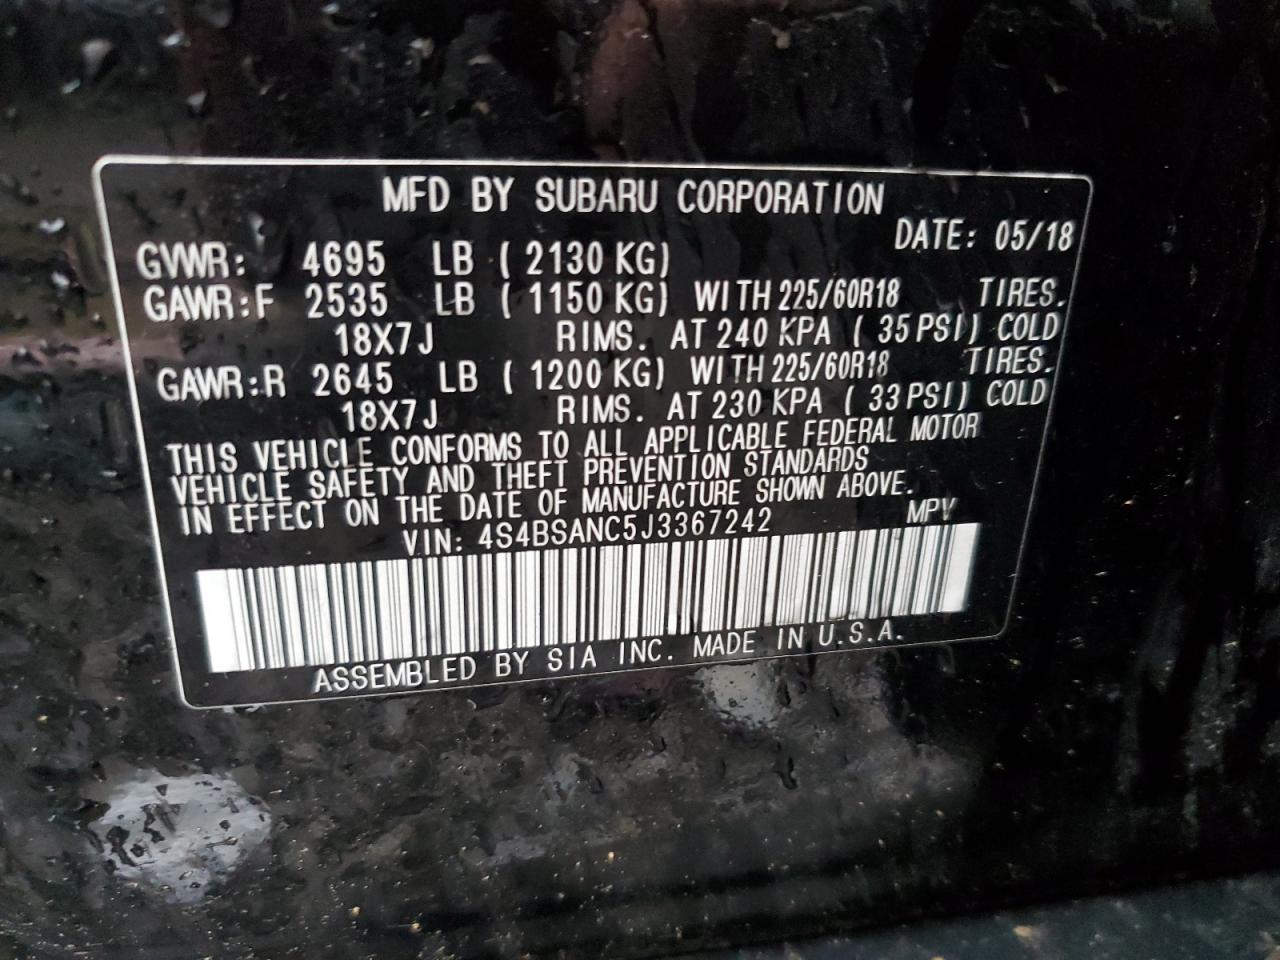 MFD BY SUBARU CORPORATION
DATE: 05/18
GVWR: 4695 LB ( 2130 KG)
GAWR:F 2535 LB ( 1150 KG) WITH 225/60R18 TIRES.
18X7J RIMS. AT 240 KPA ( 35 PSI) COLD
GAWR:R 2645 LB ( 1200 KG) WITH 225/60R18 TIRES.
18X7J RIMS. AT 230 KPA ( 33 PSI) COLD
THIS VEHICLE CONFORMS TO ALL APPLICABLE FEDERAL MOTOR
VEHICLE SAFETY AND THEFT PREVENTION STANDARDS
IN EFFECT ON THE DATE OF MANUFACTURE SHOWN ABOVE.
VIN: 4S4BSANC5J3367242 MPV
ASSEMBLED BY SIA INC. MADE IN U.S.A.